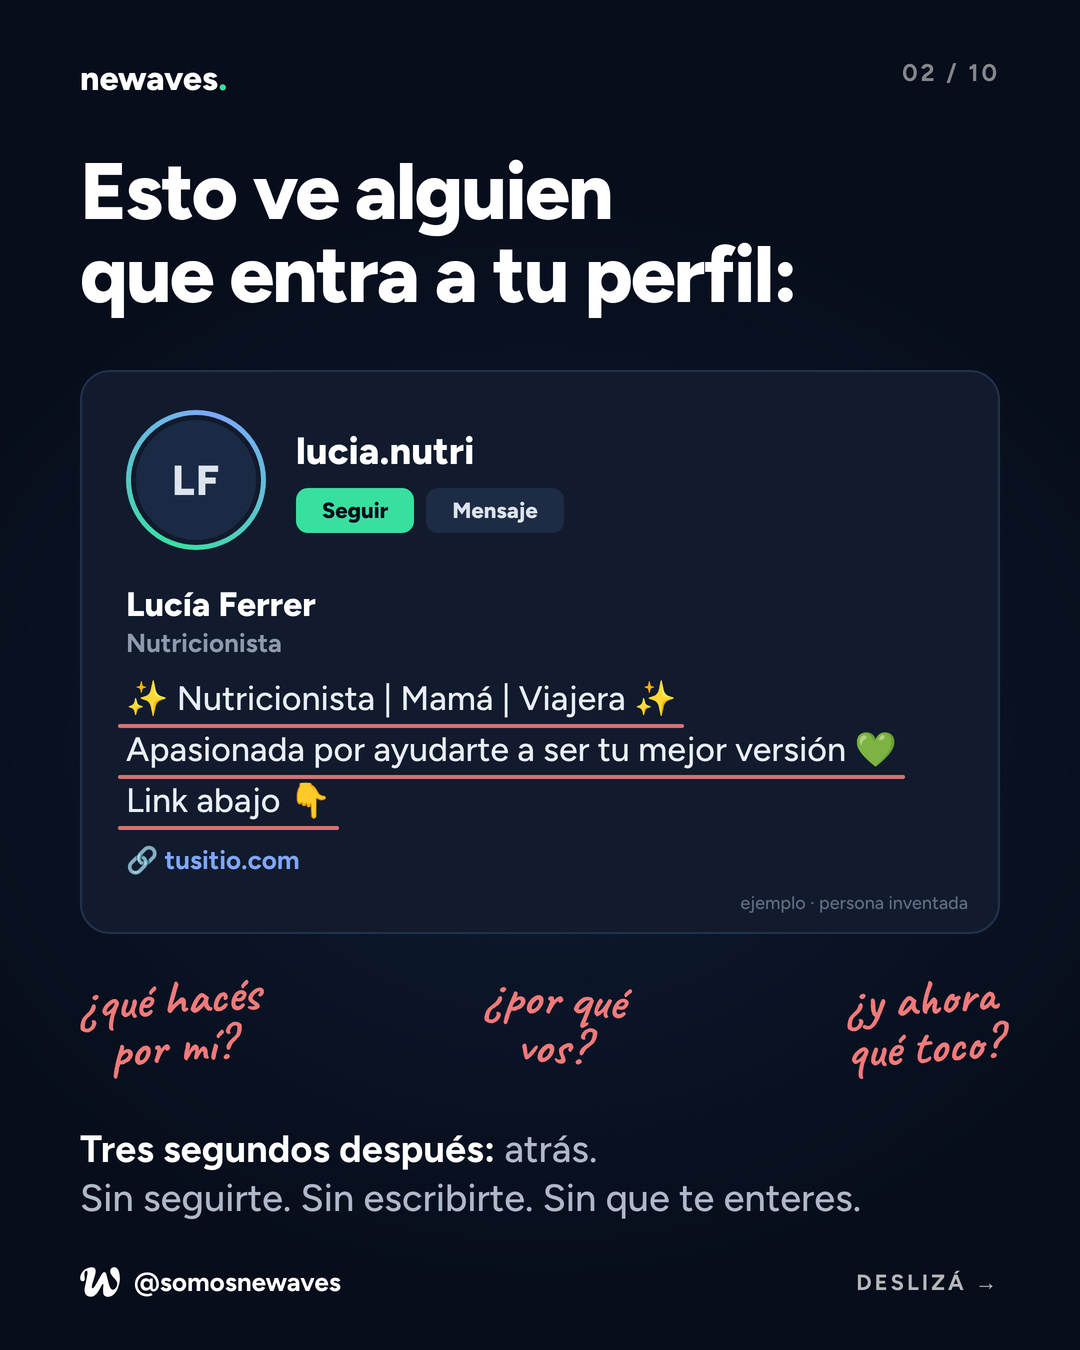 newaves.
02 / 10
Esto ve alguien
que entra a tu perfil:
LF
lucia.nutri
Seguir
Mensaje
Lucía Ferrer
Nutricionista
✨ Nutricionista | Mamá | Viajera ✨
Apasionada por ayudarte a ser tu mejor versión 💚
Link abajo 👇
🔗 tusitio.com
ejemplo · persona inventada
¿qué hacés
por mí?
¿por qué
vos?
¿y ahora
qué toco?
Tres segundos después: atrás.
Sin seguirte. Sin escribirte. Sin que te enteres.
W @somosnewaves
DESLIZÁ →